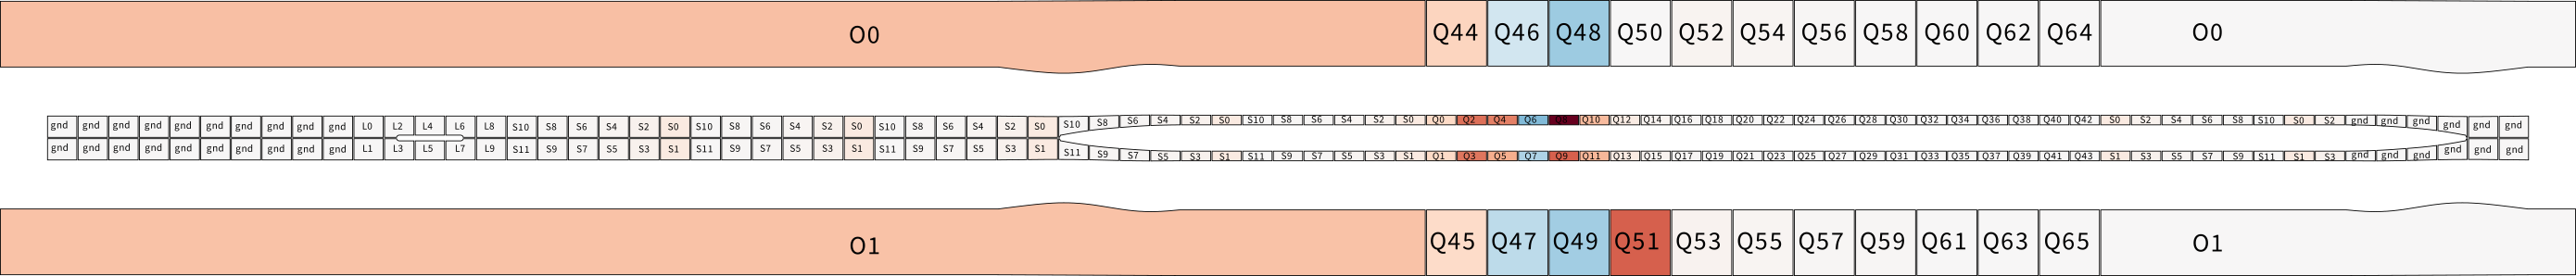 O0 Q44 Q46 Q48 Q50 Q52 Q54 Q56 Q58 Q60 Q62 Q64 O0
gnd gnd gnd gnd gnd gnd gnd gnd gnd gnd L0 L2 L4 L6 L8 S10 S8 S6 S4 S2 S0 S10 S8 S6 S4 S2 S0 S10 S8 S6 S4 S2 S0 S10 S8 S6 S4 S2 S0 S10 S8 S6 S4 S2 S0 Q0 Q2 Q4 Q6 Q10 Q12 Q14 Q16 Q18 Q20 Q22 Q24 Q26 Q28 Q30 Q32 Q34 Q36 Q38 Q40 Q42 S0 S2 S4 S6 S8 S10 S0 S2 gnd gnd gnd gnd gnd gnd
gnd gnd gnd gnd gnd gnd gnd gnd gnd gnd L1 L3 L5 L7 L9 S11 S9 S7 S5 S3 S1 S11 S9 S7 S5 S3 S1 S11 S9 S7 S5 S3 S1 S11 S9 S7 S5 S3 S1 S11 S9 S7 S5 S3 S1 Q1 Q3 Q5 Q7 Q9 Q11 Q13 Q15 Q17 Q19 Q21 Q23 Q25 Q27 Q29 Q31 Q33 Q35 Q37 Q39 Q41 Q43 S1 S3 S5 S7 S9 S11 S1 S3 gnd gnd gnd gnd gnd gnd
O1 Q45 Q47 Q49 Q51 Q53 Q55 Q57 Q59 Q61 Q63 Q65 O1